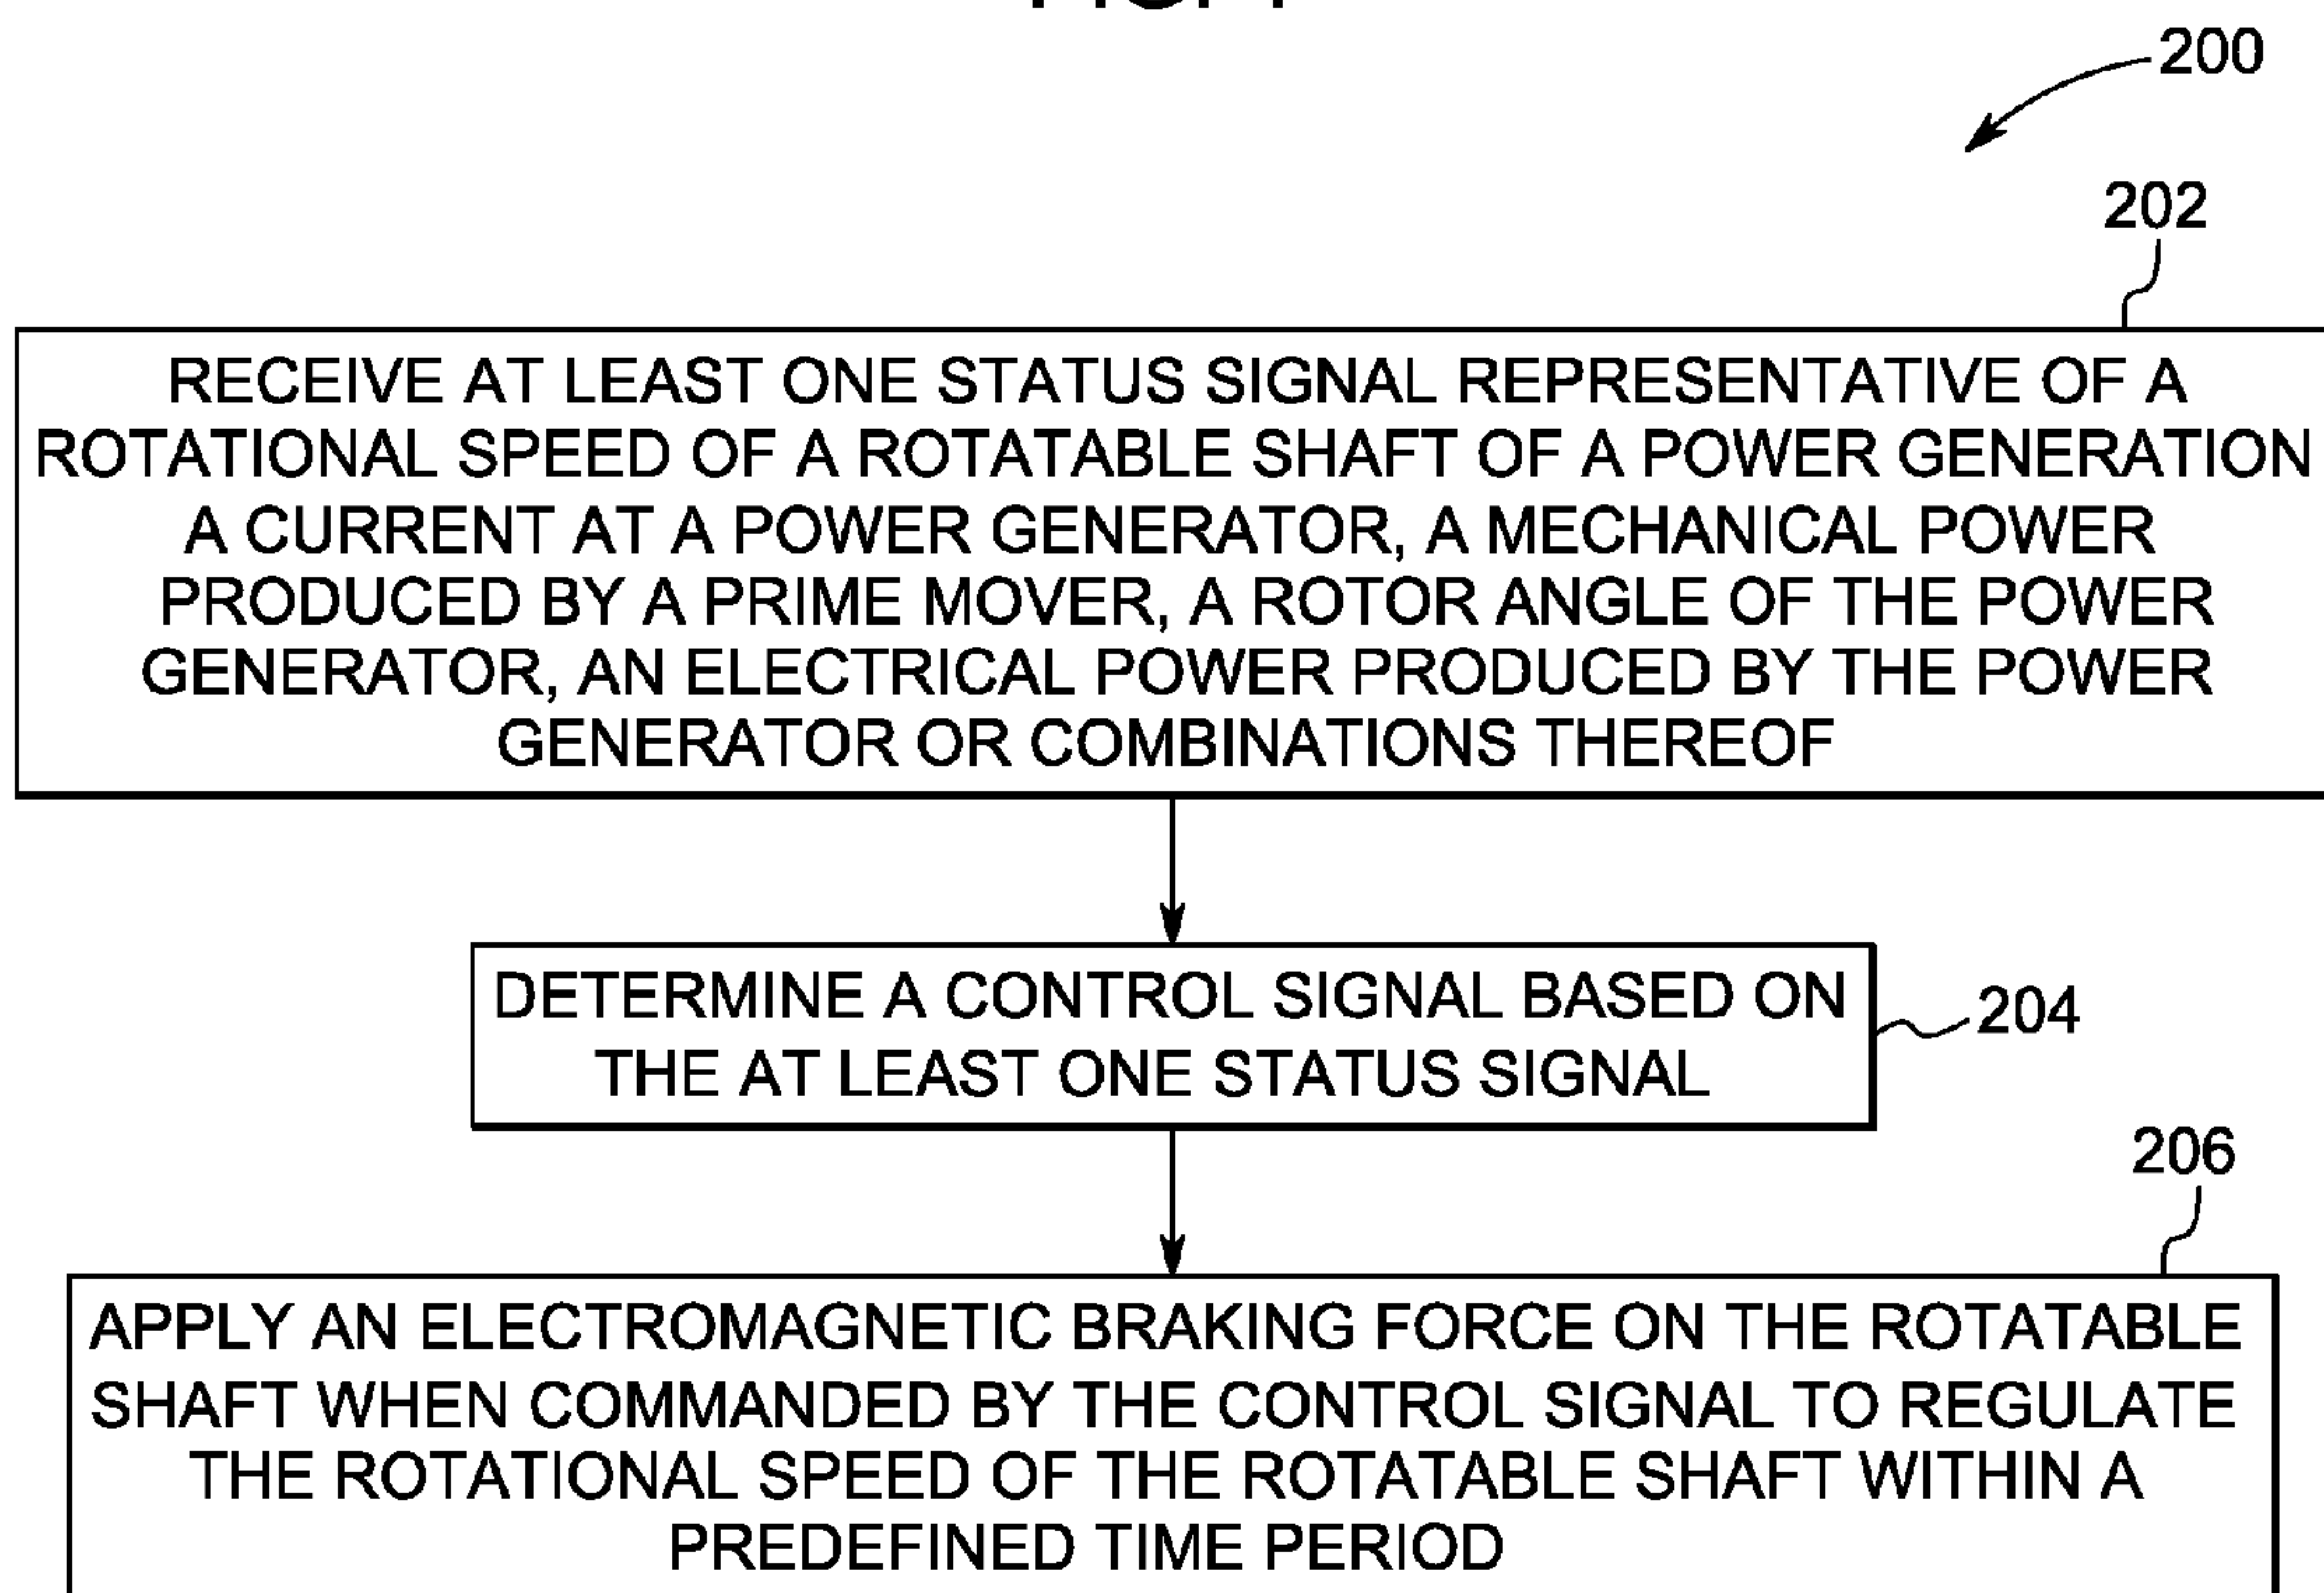 200
202
RECEIVE AT LEAST ONE STATUS SIGNAL REPRESENTATIVE OF A
ROTATIONAL SPEED OF A ROTATABLE SHAFT OF A POWER GENERATION
A CURRENT AT A POWER GENERATOR, A MECHANICAL POWER
PRODUCED BY A PRIME MOVER, A ROTOR ANGLE OF THE POWER
GENERATOR, AN ELECTRICAL POWER PRODUCED BY THE POWER
GENERATOR OR COMBINATIONS THEREOF
DETERMINE A CONTROL SIGNAL BASED ON
THE AT LEAST ONE STATUS SIGNAL
204
206
APPLY AN ELECTROMAGNETIC BRAKING FORCE ON THE ROTATABLE
SHAFT WHEN COMMANDED BY THE CONTROL SIGNAL TO REGULATE
THE ROTATIONAL SPEED OF THE ROTATABLE SHAFT WITHIN A
PREDEFINED TIME PERIOD